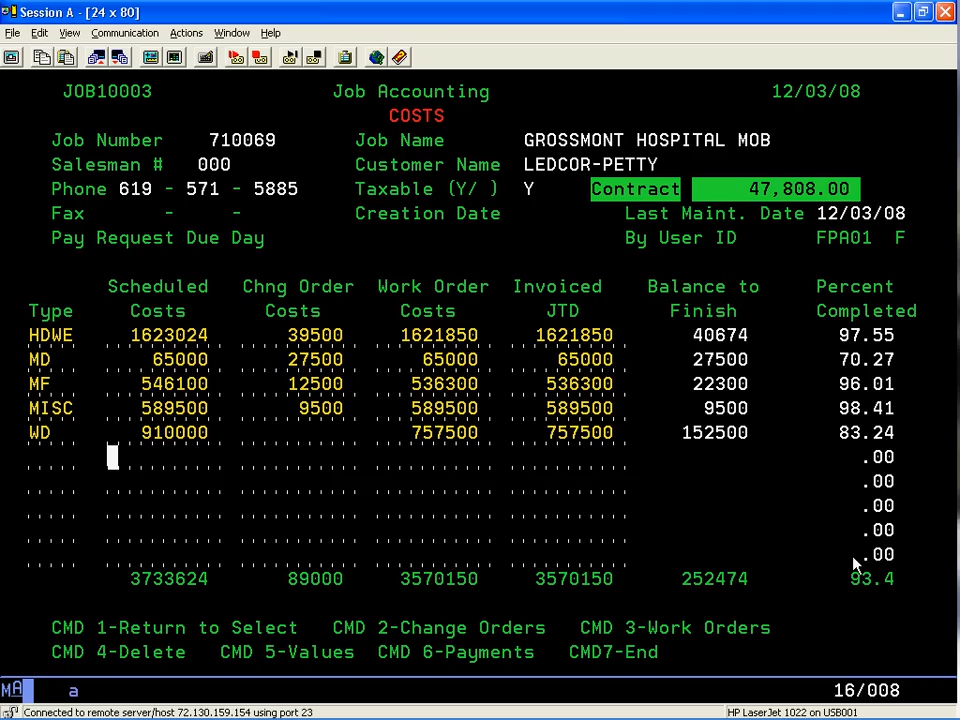 Session A - [24 x 80]
File Edit View Communication Actions Window Help
JOB10003 Job Accounting 12/03/08
COSTS
Job Number 710069 Job Name GROSSMONT HOSPITAL MOB
Salesman # 000 Customer Name LEDCOR-PETTY
Phone 619 - 571 - 5885 Taxable (Y/ ) Y Contract 47,808.00
Fax - - Creation Date Last Maint. Date 12/03/08
Pay Request Due Day By User ID FPA01 F
Scheduled Chng Order Work Order Invoiced Balance to Percent
Type Costs Costs Costs JTD Finish Completed
HDWE 1623024 39500 1621850 1621850 40674 97.55
MD 65000 27500 65000 65000 27500 70.27
MF 546100 12500 536300 536300 22300 96.01
MISC 589500 9500 589500 589500 9500 98.41
WD 910000 757500 757500 152500 83.24
.00
.00
.00
.00
.00
3733624 89000 3570150 3570150 252474 93.4
CMD 1-Return to Select CMD 2-Change Orders CMD 3-Work Orders
CMD 4-Delete CMD 5-Values CMD 6-Payments CMD7-End
MA a 16/008
Connected to remote server/host 72.130.159.154 using port 23 HP LaserJet 1022 on USB001